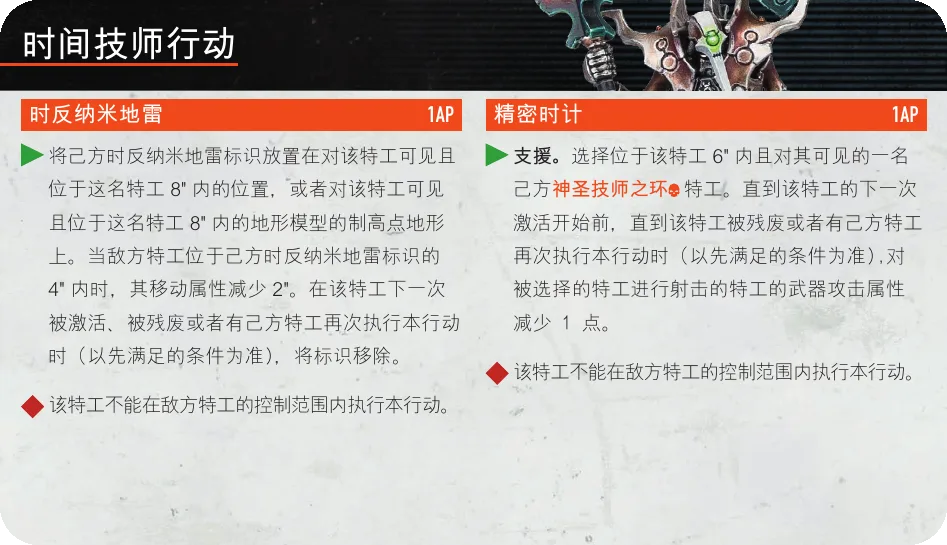 时间技师行动
时反纳米地雷 1AP
将己方时反纳米地雷标识放置在对该特工可见且
位于这名特工 8" 内的位置，或者对该特工可见
且位于这名特工 8" 内的地形模型的制高点地形
上。当敌方特工位于己方时反纳米地雷标识的
4" 内时，其移动属性减少 2"。在该特工下一次
被激活、被残废或者有己方特工再次执行本行动
时（以先满足的条件为准），将标识移除。
该特工不能在敌方特工的控制范围内执行本行动。
精密时计 1AP
支援。选择位于该特工 6" 内且对其可见的一名
己方神圣技师之环特工。直到该特工的下一次
激活开始前，直到该特工被残废或者有己方特工
再次执行本行动时（以先满足的条件为准），对
被选择的特工进行射击的特工的武器攻击属性
减少 1 点。
该特工不能在敌方特工的控制范围内执行本行动。